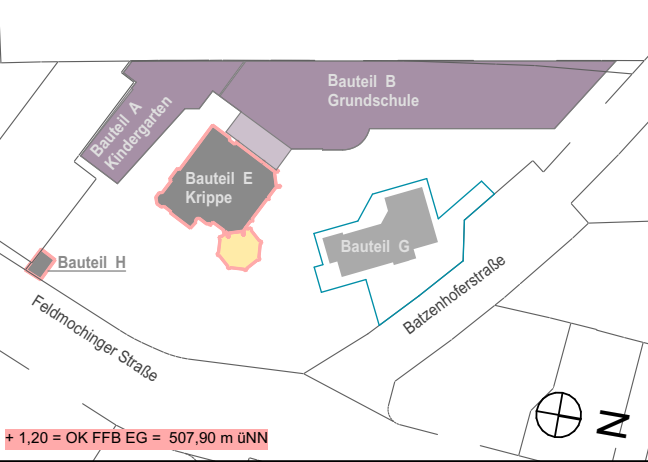 Bauteil B
Grundschule
Bauteil A
Kindergarten
Bauteil E
Krippe
Bauteil G
Bauteil H
Batzenhoferstraße
Feldmochinger Straße
N
+ 1,20 = OK FFB EG = 507,90 m üNN